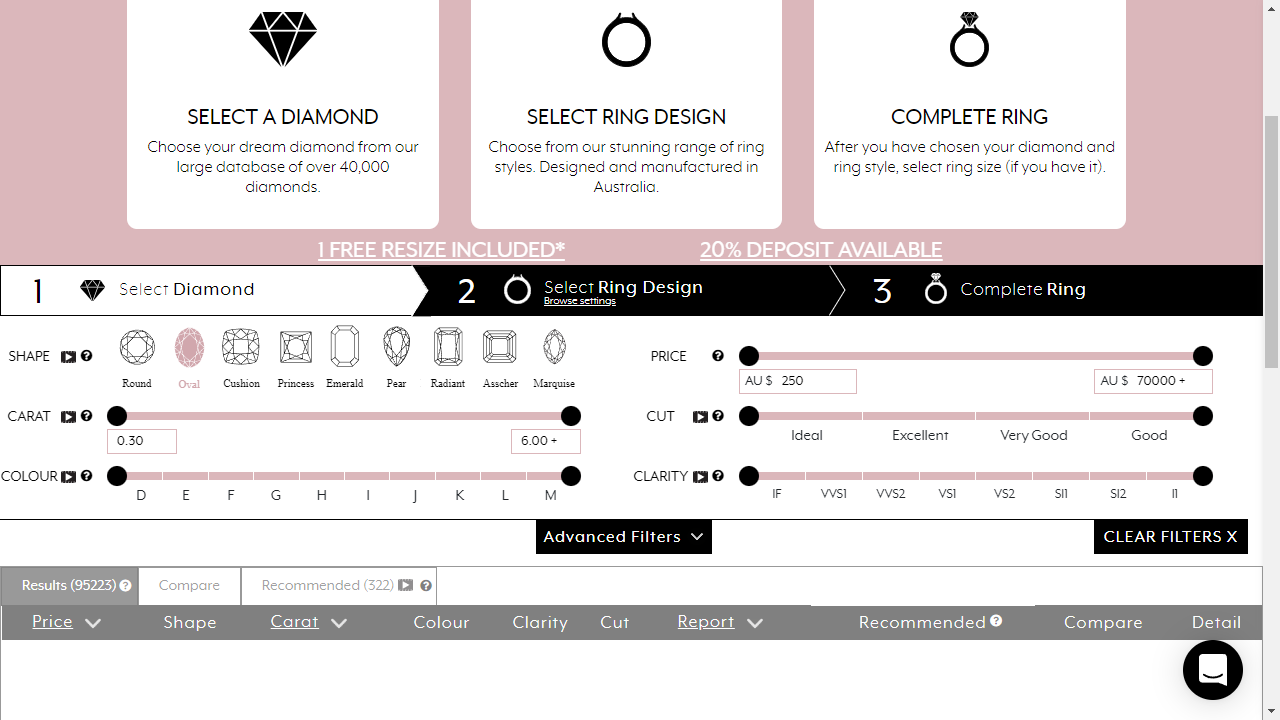 SELECT A DIAMOND
Choose your dream diamond from our
large database of over 40,000
diamonds.
SELECT RING DESIGN
Choose from our stunning range of ring
styles. Designed and manufactured in
Australia.
COMPLETE RING
After you have chosen your diamond and
ring style, select ring size (if you have it).
1 FREE RESIZE INCLUDED*
20% DEPOSIT AVAILABLE
1 Select Diamond
2 Select Ring Design
Browse settings
3 Complete Ring
SHAPE
Round Oval Cushion Princess Emerald Pear Radiant Asscher Marquise
CARAT
0.30 6.00 +
COLOUR
D E F G H I J K L M
PRICE
AU $ 250 AU $ 70000 +
CUT
Ideal Excellent Very Good Good
CLARITY
IF VVS1 VVS2 VS1 VS2 SI1 SI2 I1
Advanced Filters
CLEAR FILTERS X
Results (95223) Compare Recommended (322)
Price Shape Carat Colour Clarity Cut Report Recommended Compare Detail